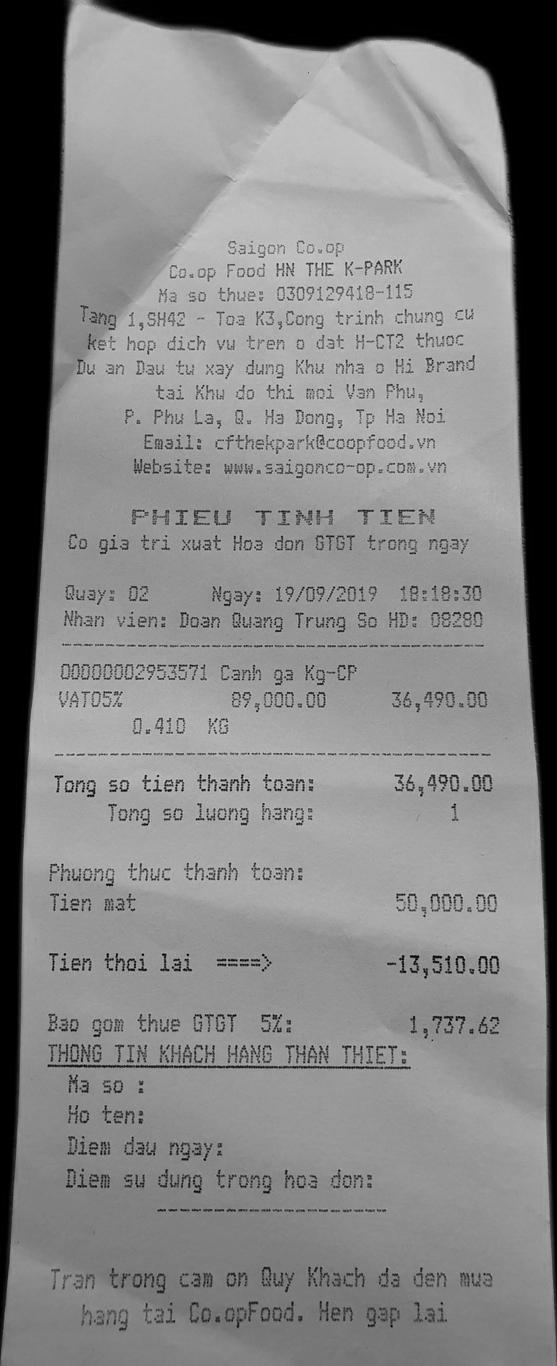 Saigon Co.op
Co.op Food HN THE K-PARK
Ma so thue: 0309129418-115
Tang 1,SH42 - Toa K3,Cong trinh chung cu
ket hop dich vu tren o dat H-CT2 thuoc
Du an Dau tu xay dung Khu nha o Hi Brand
tai Khu do thi moi Van Phu,
P. Phu La, Q. Ha Dong, Tp Ha Noi
Email: cfthekpark@coopfood.vn
Website: www.saigonco-op.com.vn
PHIEU TINH TIEN
Co gia tri xuat Hoa don GTGT trong ngay
Quay: 02 Ngay: 19/09/2019 18:18:30
Nhan vien: Doan Quang Trung So HD: 08280
00000002953571 Canh ga Kg-CP
VAT05% 89,000.00 36,490.00
0.410 KG
Tong so tien thanh toan: 36,490.00
Tong so luong hang: 1
Phuong thuc thanh toan:
Tien mat 50,000.00
Tien thoi lai ====> -13,510.00
Bao gom thue GTGT 5%: 1,737.62
THONG TIN KHACH HANG THAN THIET:
Ma so :
Ho ten:
Diem dau ngay:
Diem su dung trong hoa don:
Tran trong cam on Quy Khach da den mua
hang tai Co.opFood. Hen gap lai